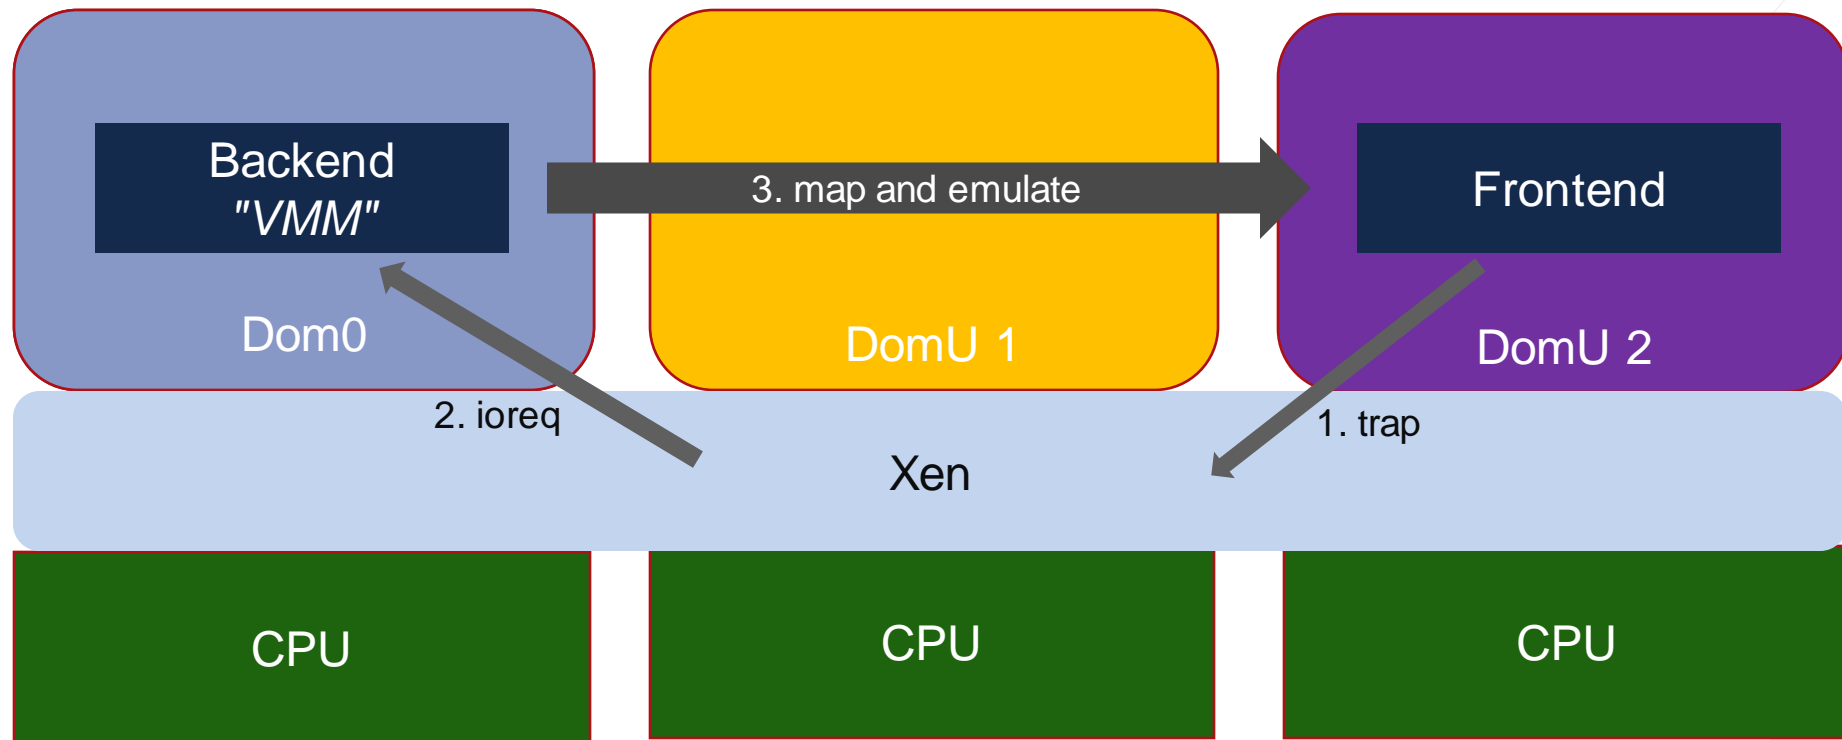 Backend
"VMM"
3. map and emulate
Frontend
Dom0
DomU 1
DomU 2
2. ioreq
1. trap
Xen
CPU
CPU
CPU